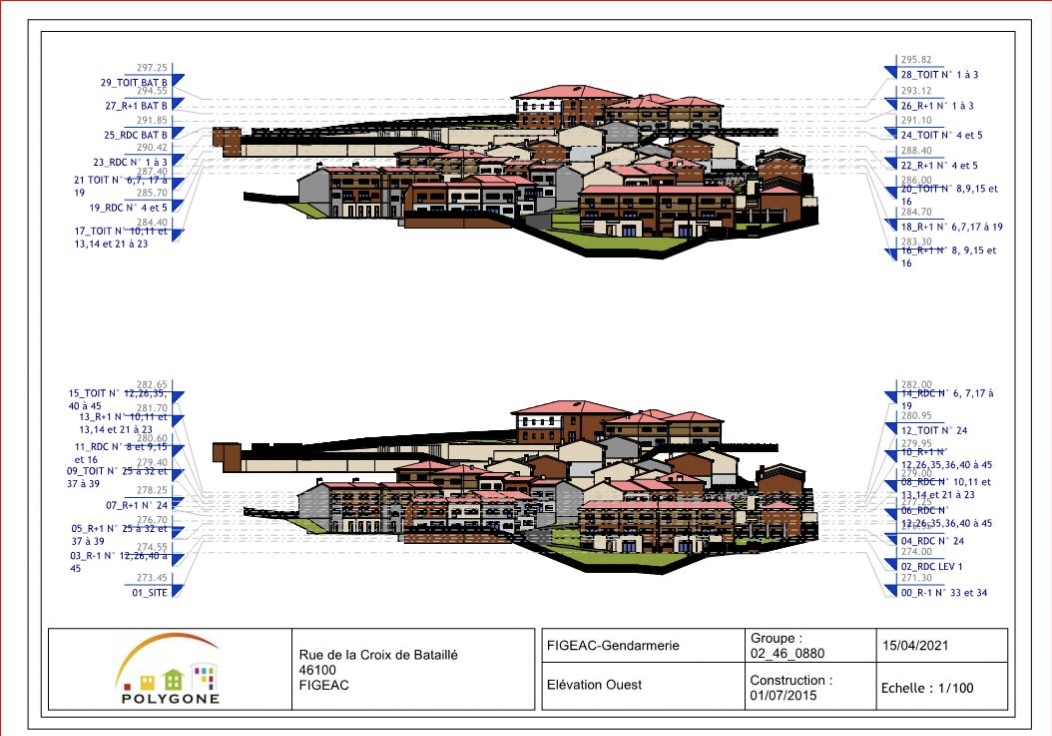 297.25
29_TOIT BAT B
294.55
27_R+1 BAT B
291.85
25_RDC BAT B
290.42
23_RDC N° 1 à 3
287.40
21 TOIT N° 6,7, 17 à
19
285.70
19_RDC N° 4 et 5
284.40
17_TOIT N° 10,11 et
13,14 et 21 à 23
295.82
28_TOIT N° 1 à 3
293.12
26_R+1 N° 1 à 3
291.10
24_TOIT N° 4 et 5
288.40
22_R+1 N° 4 et 5
286.00
20_TOIT N° 8,9,15 et
16
284.70
18_R+1 N° 6,7,17 à 19
283.30
16_R+1 N° 8, 9,15 et
16
282.65
15_TOIT N° 12,26,35,
40 à 45
281.70
13_R+1 N° 10,11 et
13,14 et 21 à 23
280.60
11_RDC N° 8 et 9,15
et 16
279.40
09_TOIT N° 25 à 32 et
37 à 39
278.25
07_R+1 N° 24
276.70
05_R+1 N° 25 à 32 et
37 à 39
274.55
03_R-1 N° 12,26,40 à
45
273.45
01_SITE
282.00
14_RDC N° 6, 7,17 à
19
280.95
12_TOIT N° 24
279.95
10_R+1 N°
12,26,35,36,40 à 45
279.00
08_RDC N° 10,11 et
13,14 et 21 à 23
277.25
06_RDC N°
12,26,35,36,40 à 45
04_RDC N° 24
274.00
02_RDC LEV 1
271.30
00_R-1 N° 33 et 34
POLYGONE
Rue de la Croix de Bataillé
46100
FIGEAC
FIGEAC-Gendarmerie
Elévation Ouest
Groupe :
02_46_0880
Construction :
01/07/2015
15/04/2021
Echelle : 1/100